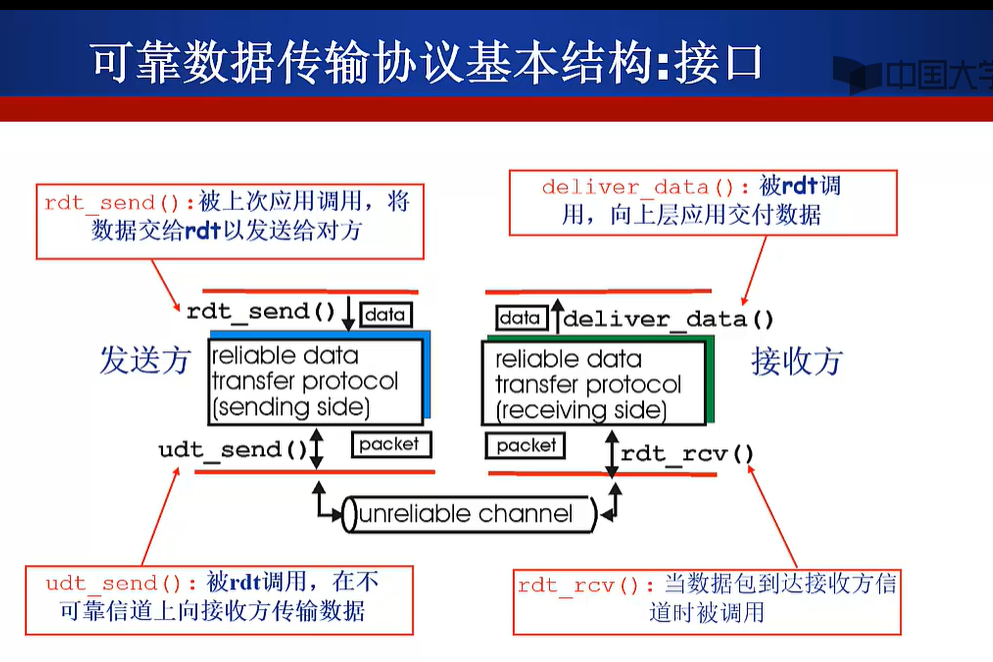 可靠数据传输协议基本结构:接口
中国大学
rdt_send():被上次应用调用，将
数据交给rdt以发送给对方
deliver_data():被rdt调
用，向上层应用交付数据
rdt_send()
data
data
deliver_data()
发送方
reliable data
transfer protocol
(sending side)
reliable data
transfer protocol
(receiving side)
接收方
udt_send()
packet
packet
rdt_rcv()
unreliable channel
udt_send():被rdt调用，在不
可靠信道上向接收方传输数据
rdt_rcv():当数据包到达接收方信
道时被调用